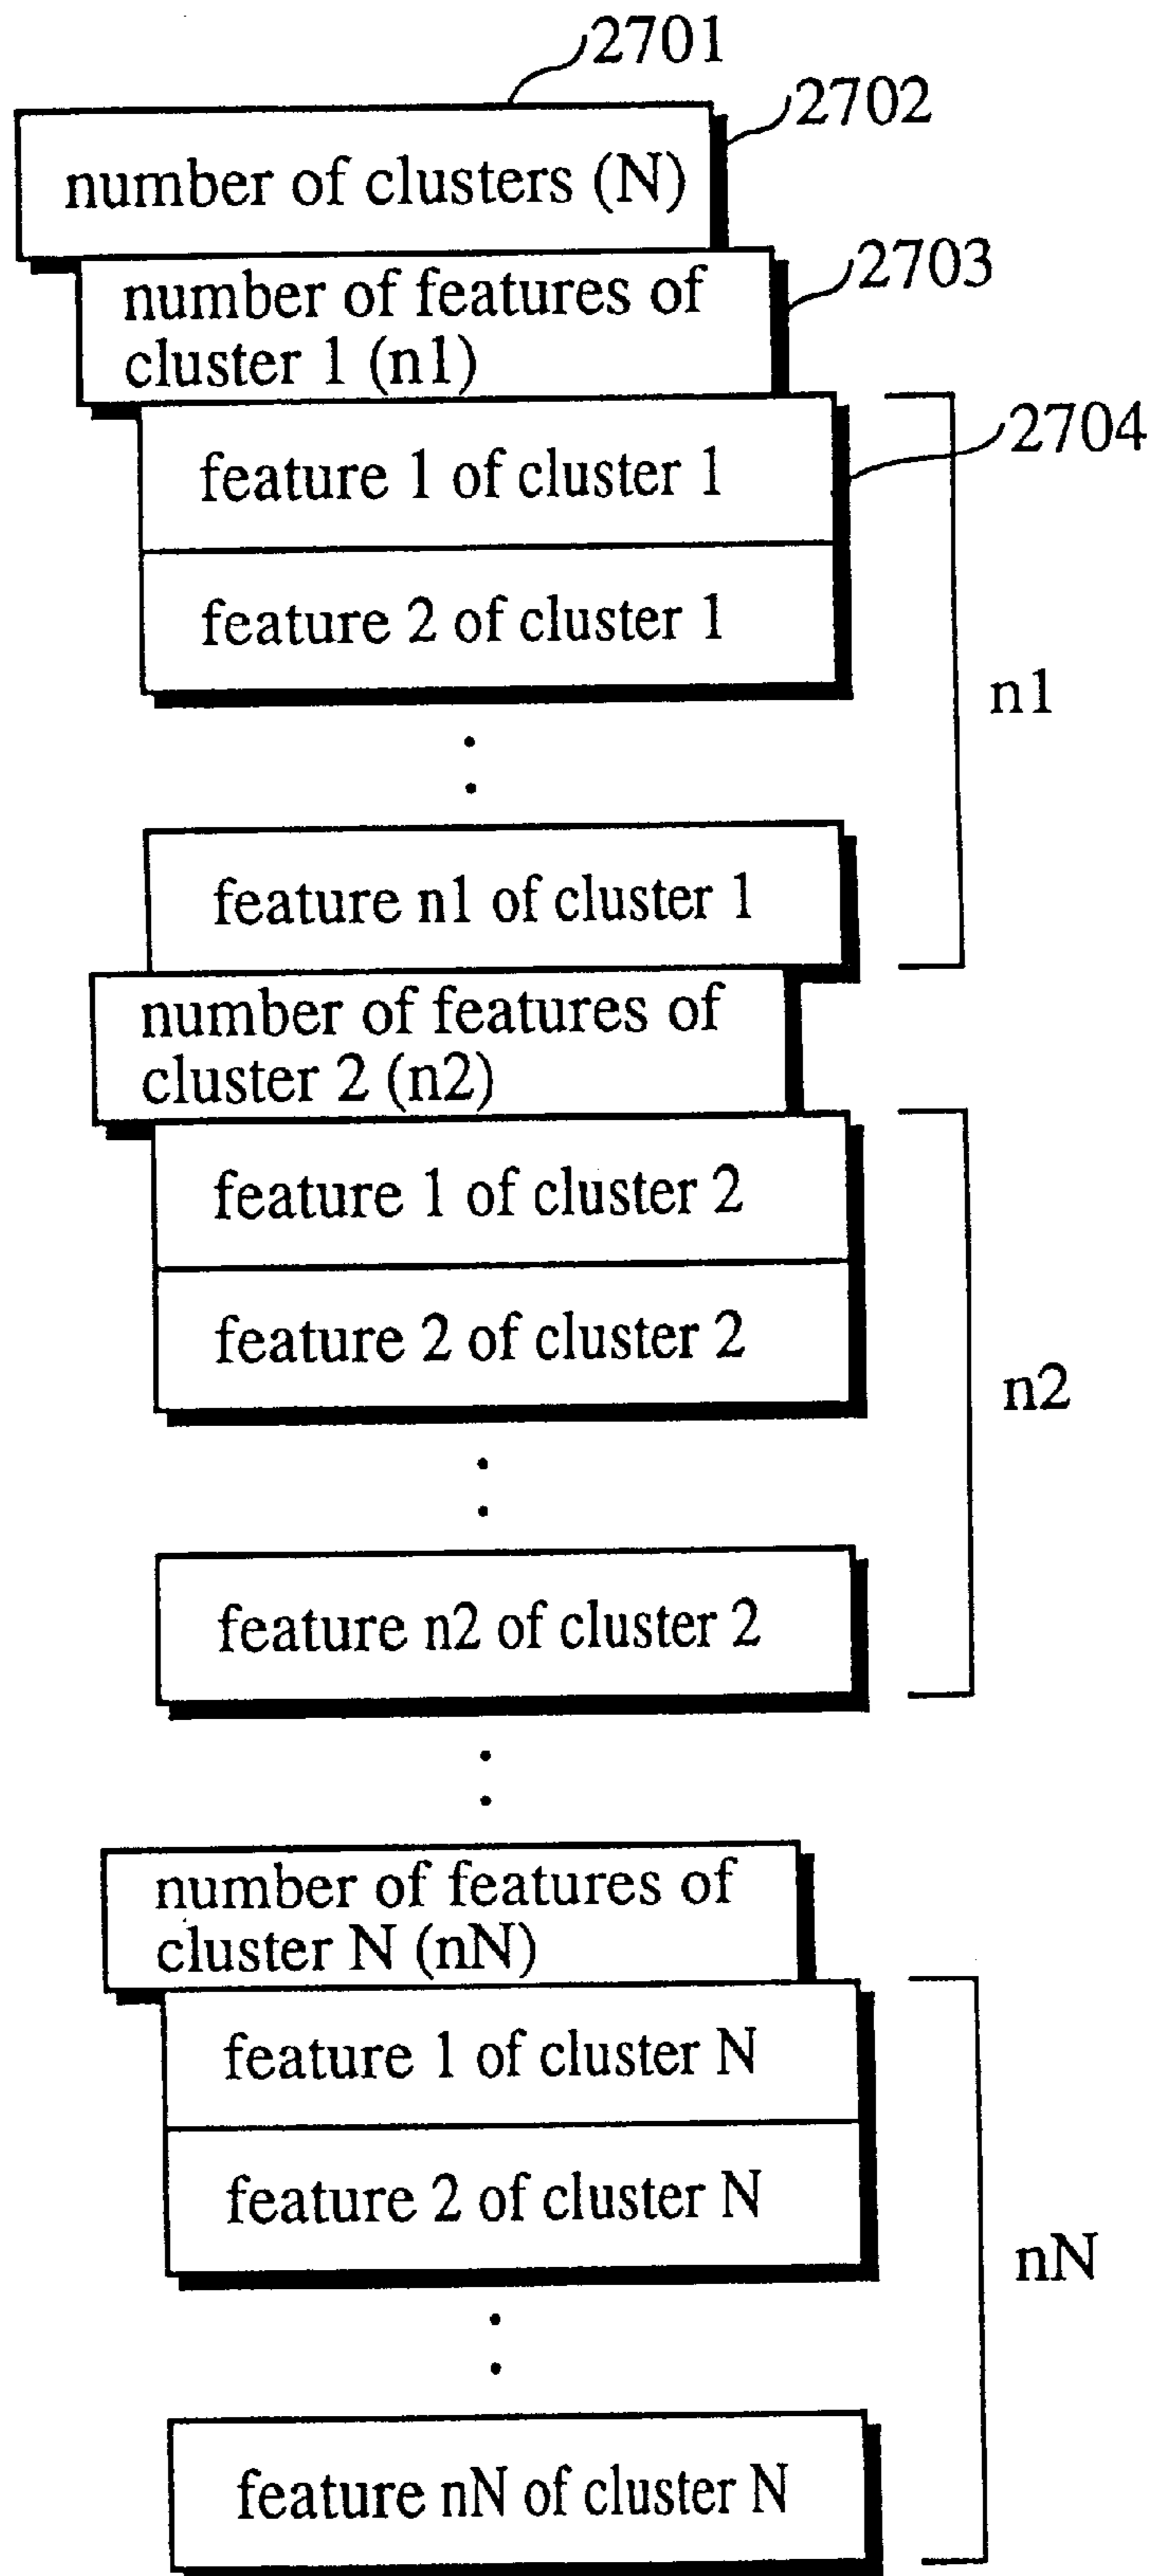 2701
2702
number of clusters (N)
2703
number of features of
cluster 1 (n1)
2704
feature 1 of cluster 1
feature 2 of cluster 1
n1
feature n1 of cluster 1
number of features of
cluster 2 (n2)
feature 1 of cluster 2
feature 2 of cluster 2
n2
feature n2 of cluster 2
number of features of
cluster N (nN)
feature 1 of cluster N
feature 2 of cluster N
nN
feature nN of cluster N